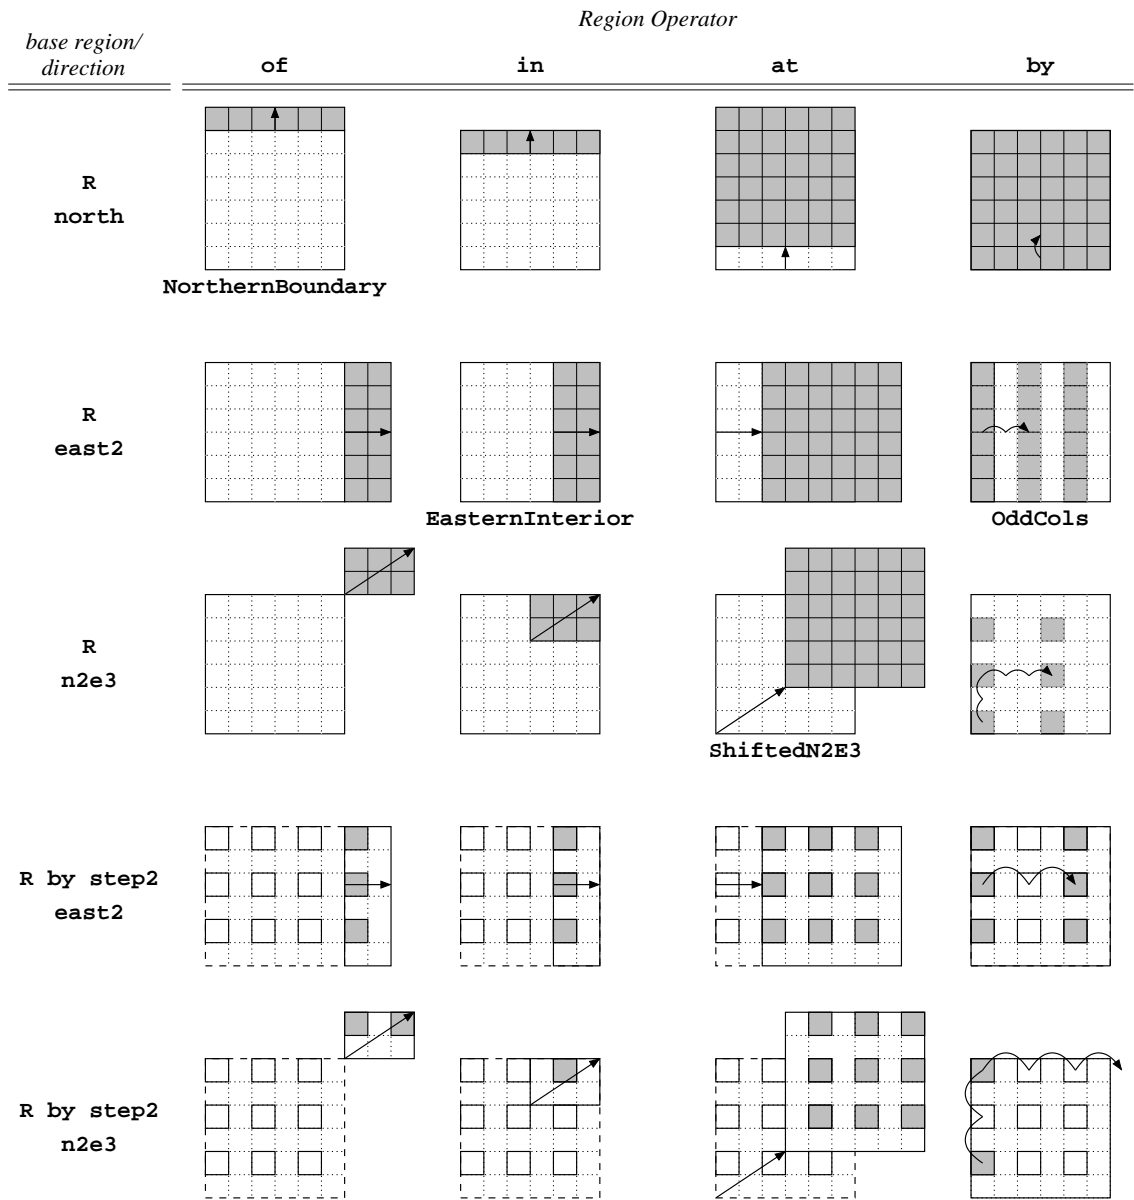 Region Operator
base region/
direction
of in at by
R
north
NorthernBoundary
R
east2
EasternInterior OddCols
R
n2e3
ShiftedN2E3
R by step2
east2
R by step2
n2e3